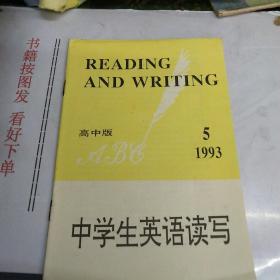 书籍按图发
看好下单
READING
AND WRITING
高中版
ABC
5
1993
中学生英语读写